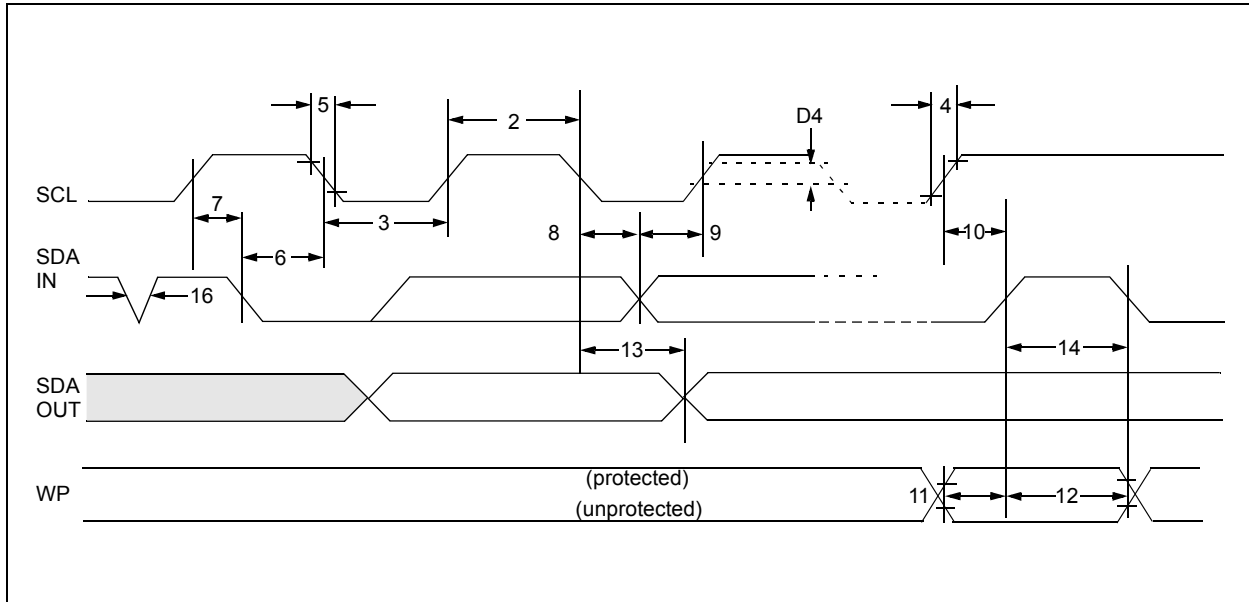 5
2
D4
4
SCL
7
3
8
9
10
SDA
IN
6
16
13
14
SDA
OUT
(protected)
WP
11
12
(unprotected)